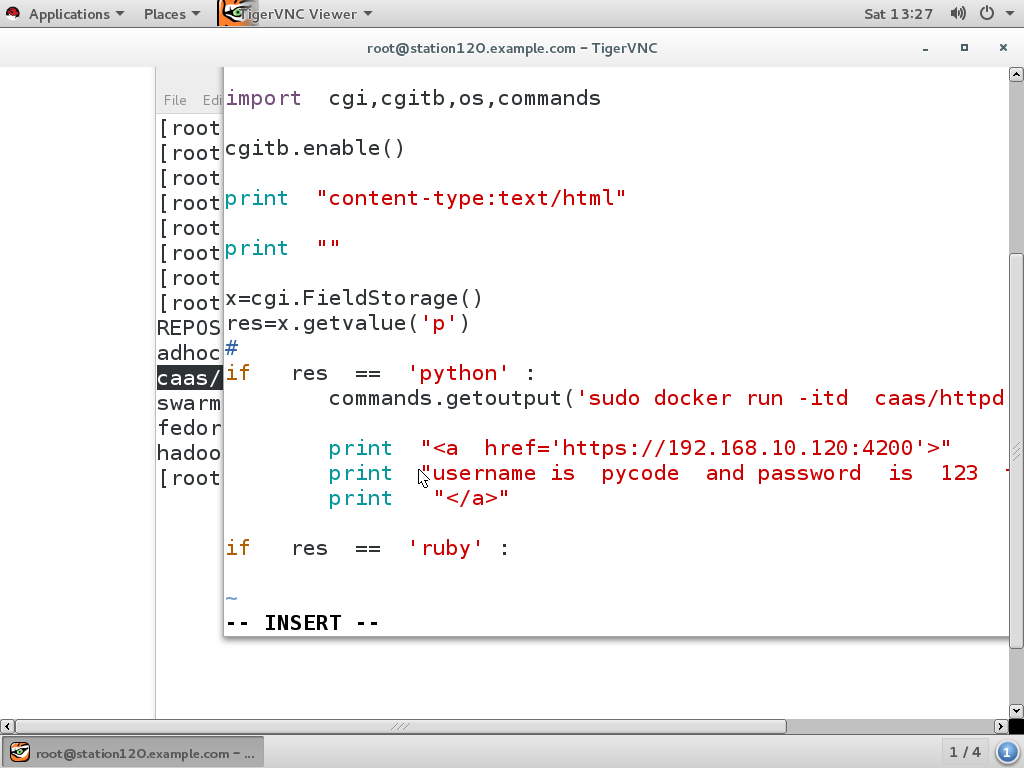 Applications Places TigerVNC Viewer Sat 13:27
root@station120.example.com - TigerVNC
File Edi
[root
[root
[root
[root
[root
[root
[root
[root
REPOS
adhoc
caas/
swarm
fedor
hadoo
[root
import cgi,cgitb,os,commands
cgitb.enable()
print "content-type:text/html"
print ""
x=cgi.FieldStorage()
res=x.getvalue('p')
#
if res == 'python' :
commands.getoutput('sudo docker run -itd caas/httpd
print "<a href='https://192.168.10.120:4200'>"
print "username is pycode and password is 123
print "</a>"
if res == 'ruby' :
~
-- INSERT --
root@station120.example.com - ...
1 / 4
1